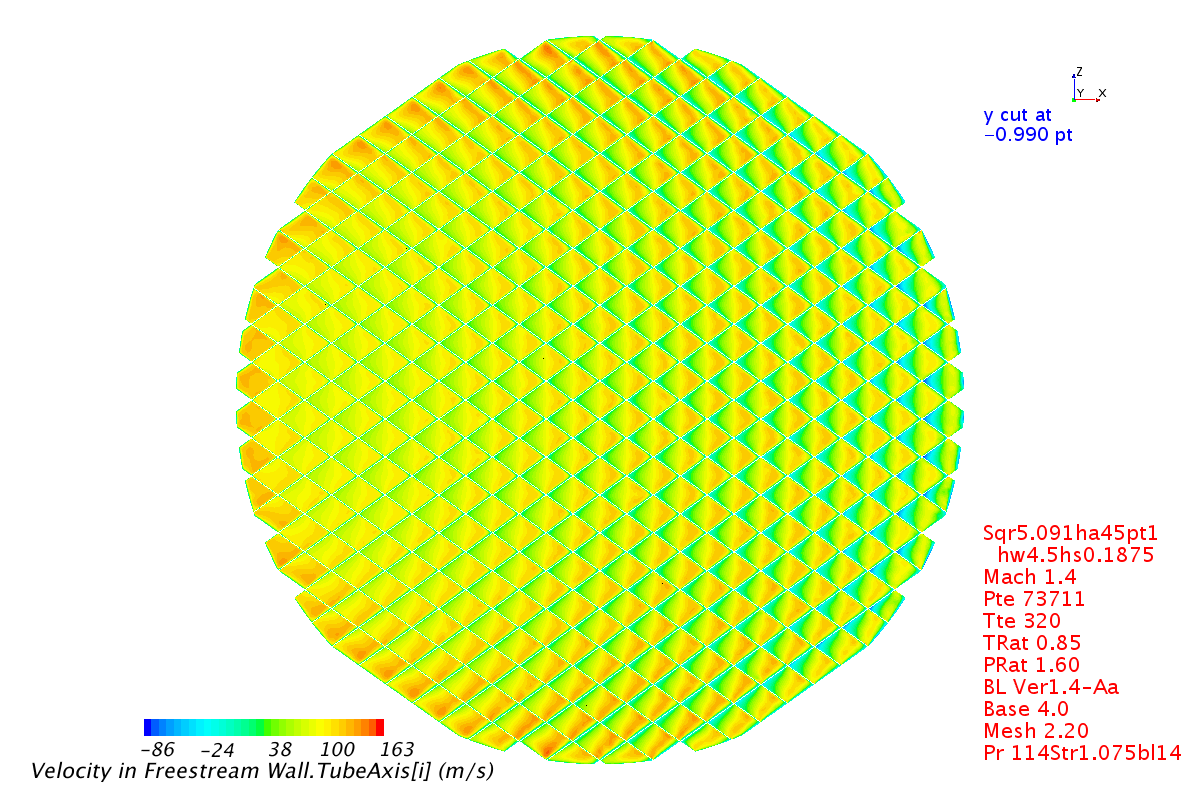 Z
Y X
y cut at
−0.990 pt
Sqr5.091ha45pt1
hw4.5hs0.1875
Mach 1.4
Pte 73711
Tte 320
TRat 0.85
PRat 1.60
BL Ver1.4−Aa
Base 4.0
Mesh 2.20
Pr 114Str1.075bl14
−86 −24 38 100 163
Velocity in Freestream Wall.TubeAxis[i] (m/s)